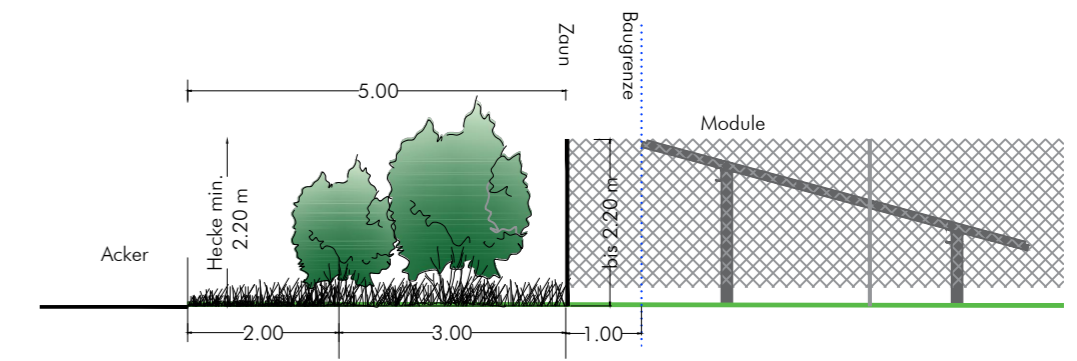 Zaun
Baugrenze
5.00
Module
Hecke min.
2.20 m
bis 2.20 m
Acker
2.00
3.00
1.00